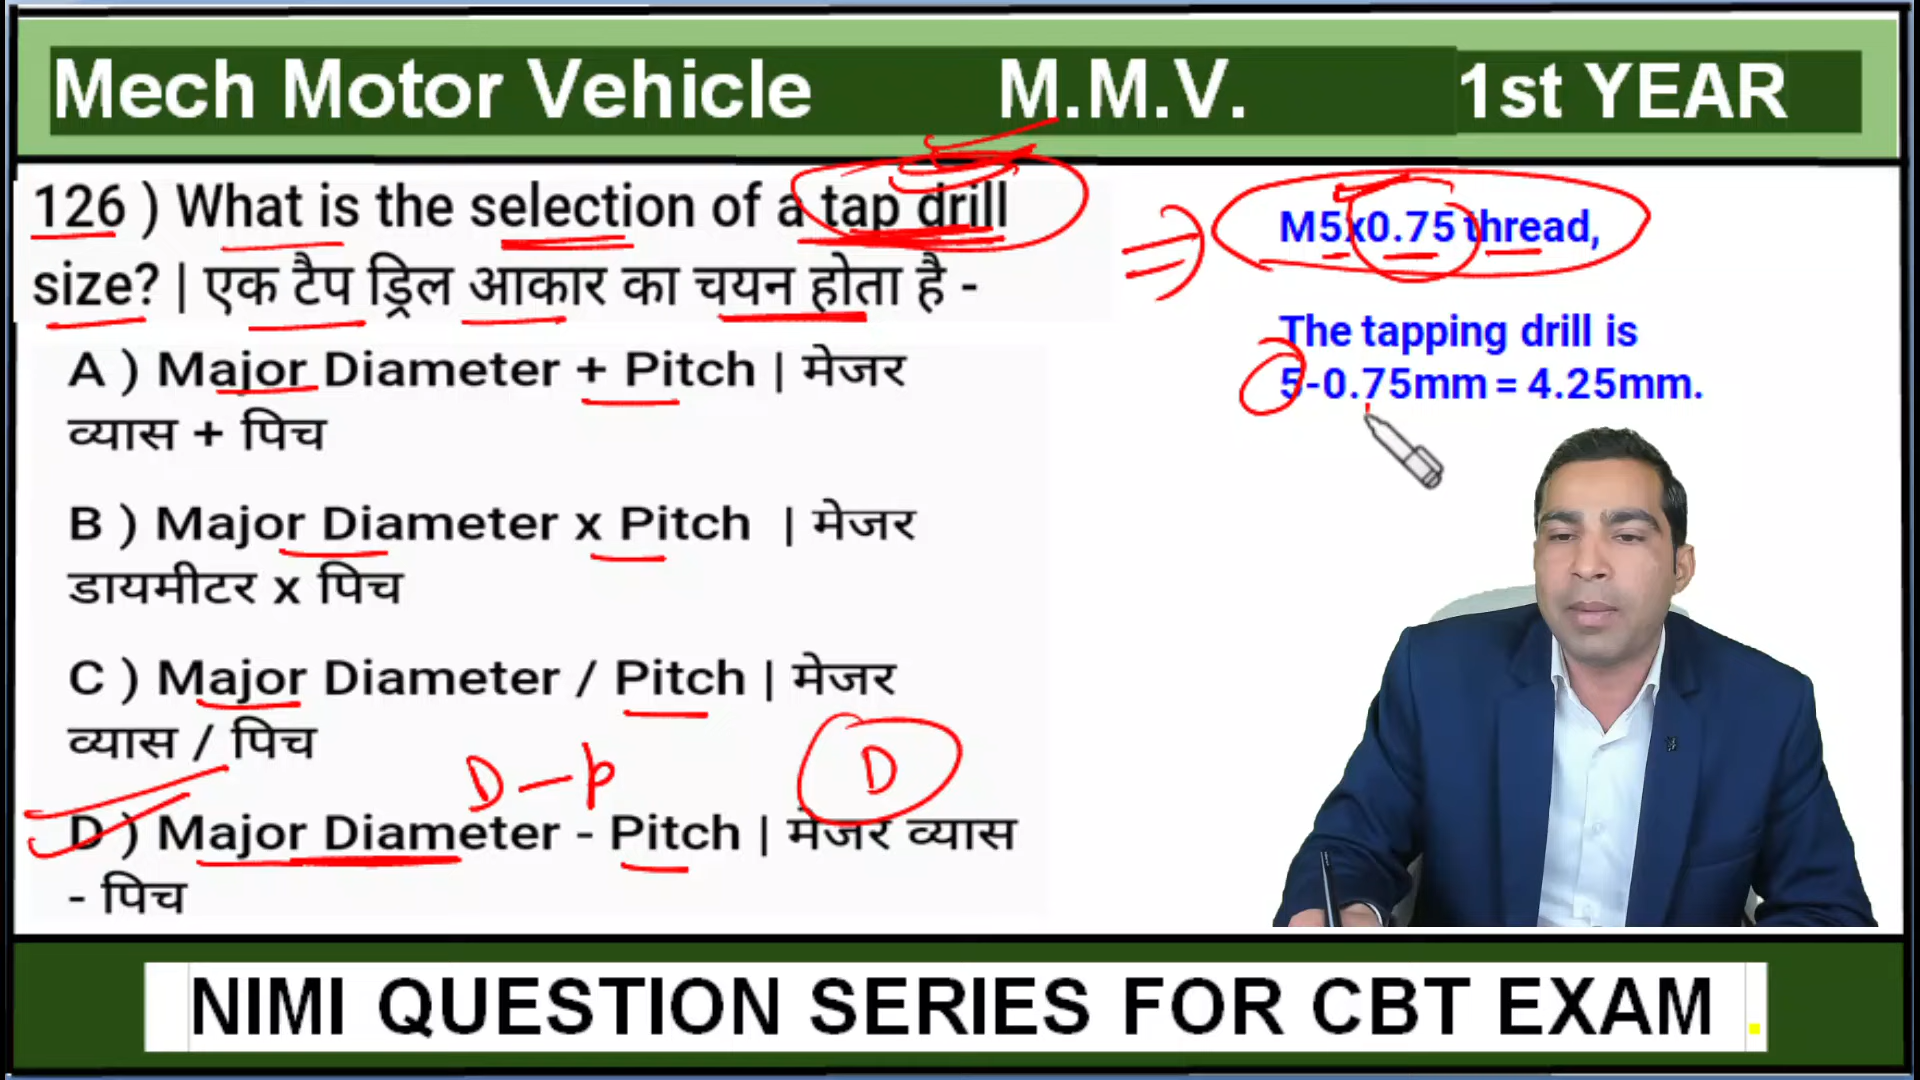 Mech Motor Vehicle M.M.V. 1st YEAR
126 ) What is the selection of a tap drill
size? | एक टैप ड्रिल आकार का चयन होता है -
A ) Major Diameter + Pitch | मेजर
व्यास + पिच
B ) Major Diameter x Pitch | मेजर
डायमीटर x पिच
C ) Major Diameter / Pitch | मेजर
व्यास / पिच
D - p D
D ) Major Diameter - Pitch | मेजर व्यास
- पिच
M5x0.75 thread,
The tapping drill is
5-0.75mm = 4.25mm.
NIMI QUESTION SERIES FOR CBT EXAM .